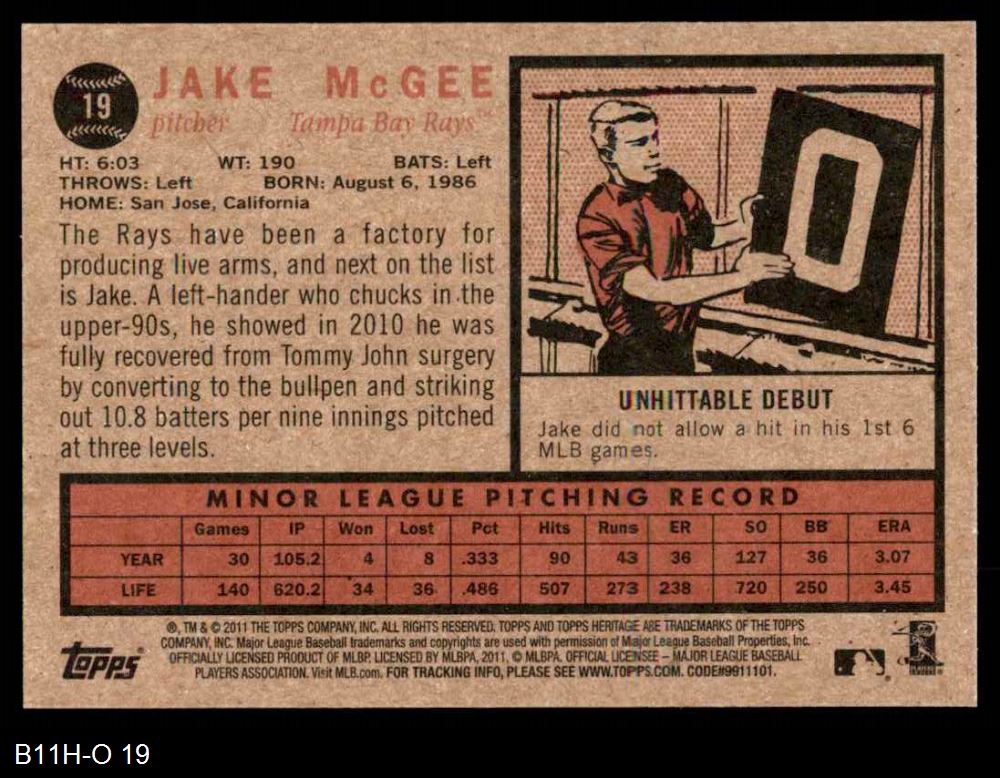 19
JAKE McGEE
pitcher Tampa Bay Rays™
HT: 6:03 WT: 190 BATS: Left
THROWS: Left BORN: August 6, 1986
HOME: San Jose, California
The Rays have been a factory for
producing live arms, and next on the list
is Jake. A left-hander who chucks in the
upper-90s, he showed in 2010 he was
fully recovered from Tommy John surgery
by converting to the bullpen and striking
out 10.8 batters per nine innings pitched
at three levels.
0
UNHITTABLE DEBUT
Jake did not allow a hit in his 1st 6
MLB games.
MINOR LEAGUE PITCHING RECORD
Games IP Won Lost Pct Hits Runs ER SO BB ERA
YEAR 30 105.2 4 8 .333 90 43 36 127 36 3.07
LIFE 140 620.2 34 36 .486 507 273 238 720 250 3.45
®, TM & © 2011 THE TOPPS COMPANY, INC. ALL RIGHTS RESERVED. TOPPS AND TOPPS HERITAGE ARE TRADEMARKS OF THE TOPPS
COMPANY, INC. Major League Baseball trademarks and copyrights are used with permission of Major League Baseball Properties, Inc.
OFFICIALLY LICENSED PRODUCT OF MLBP. LICENSED BY MLBPA, 2011, © MLBPA. OFFICIAL LICENSEE – MAJOR LEAGUE BASEBALL
PLAYERS ASSOCIATION. Visit MLB.com. FOR TRACKING INFO, PLEASE SEE WWW.TOPPS.COM. CODE#9911101.
Topps
B11H-O 19